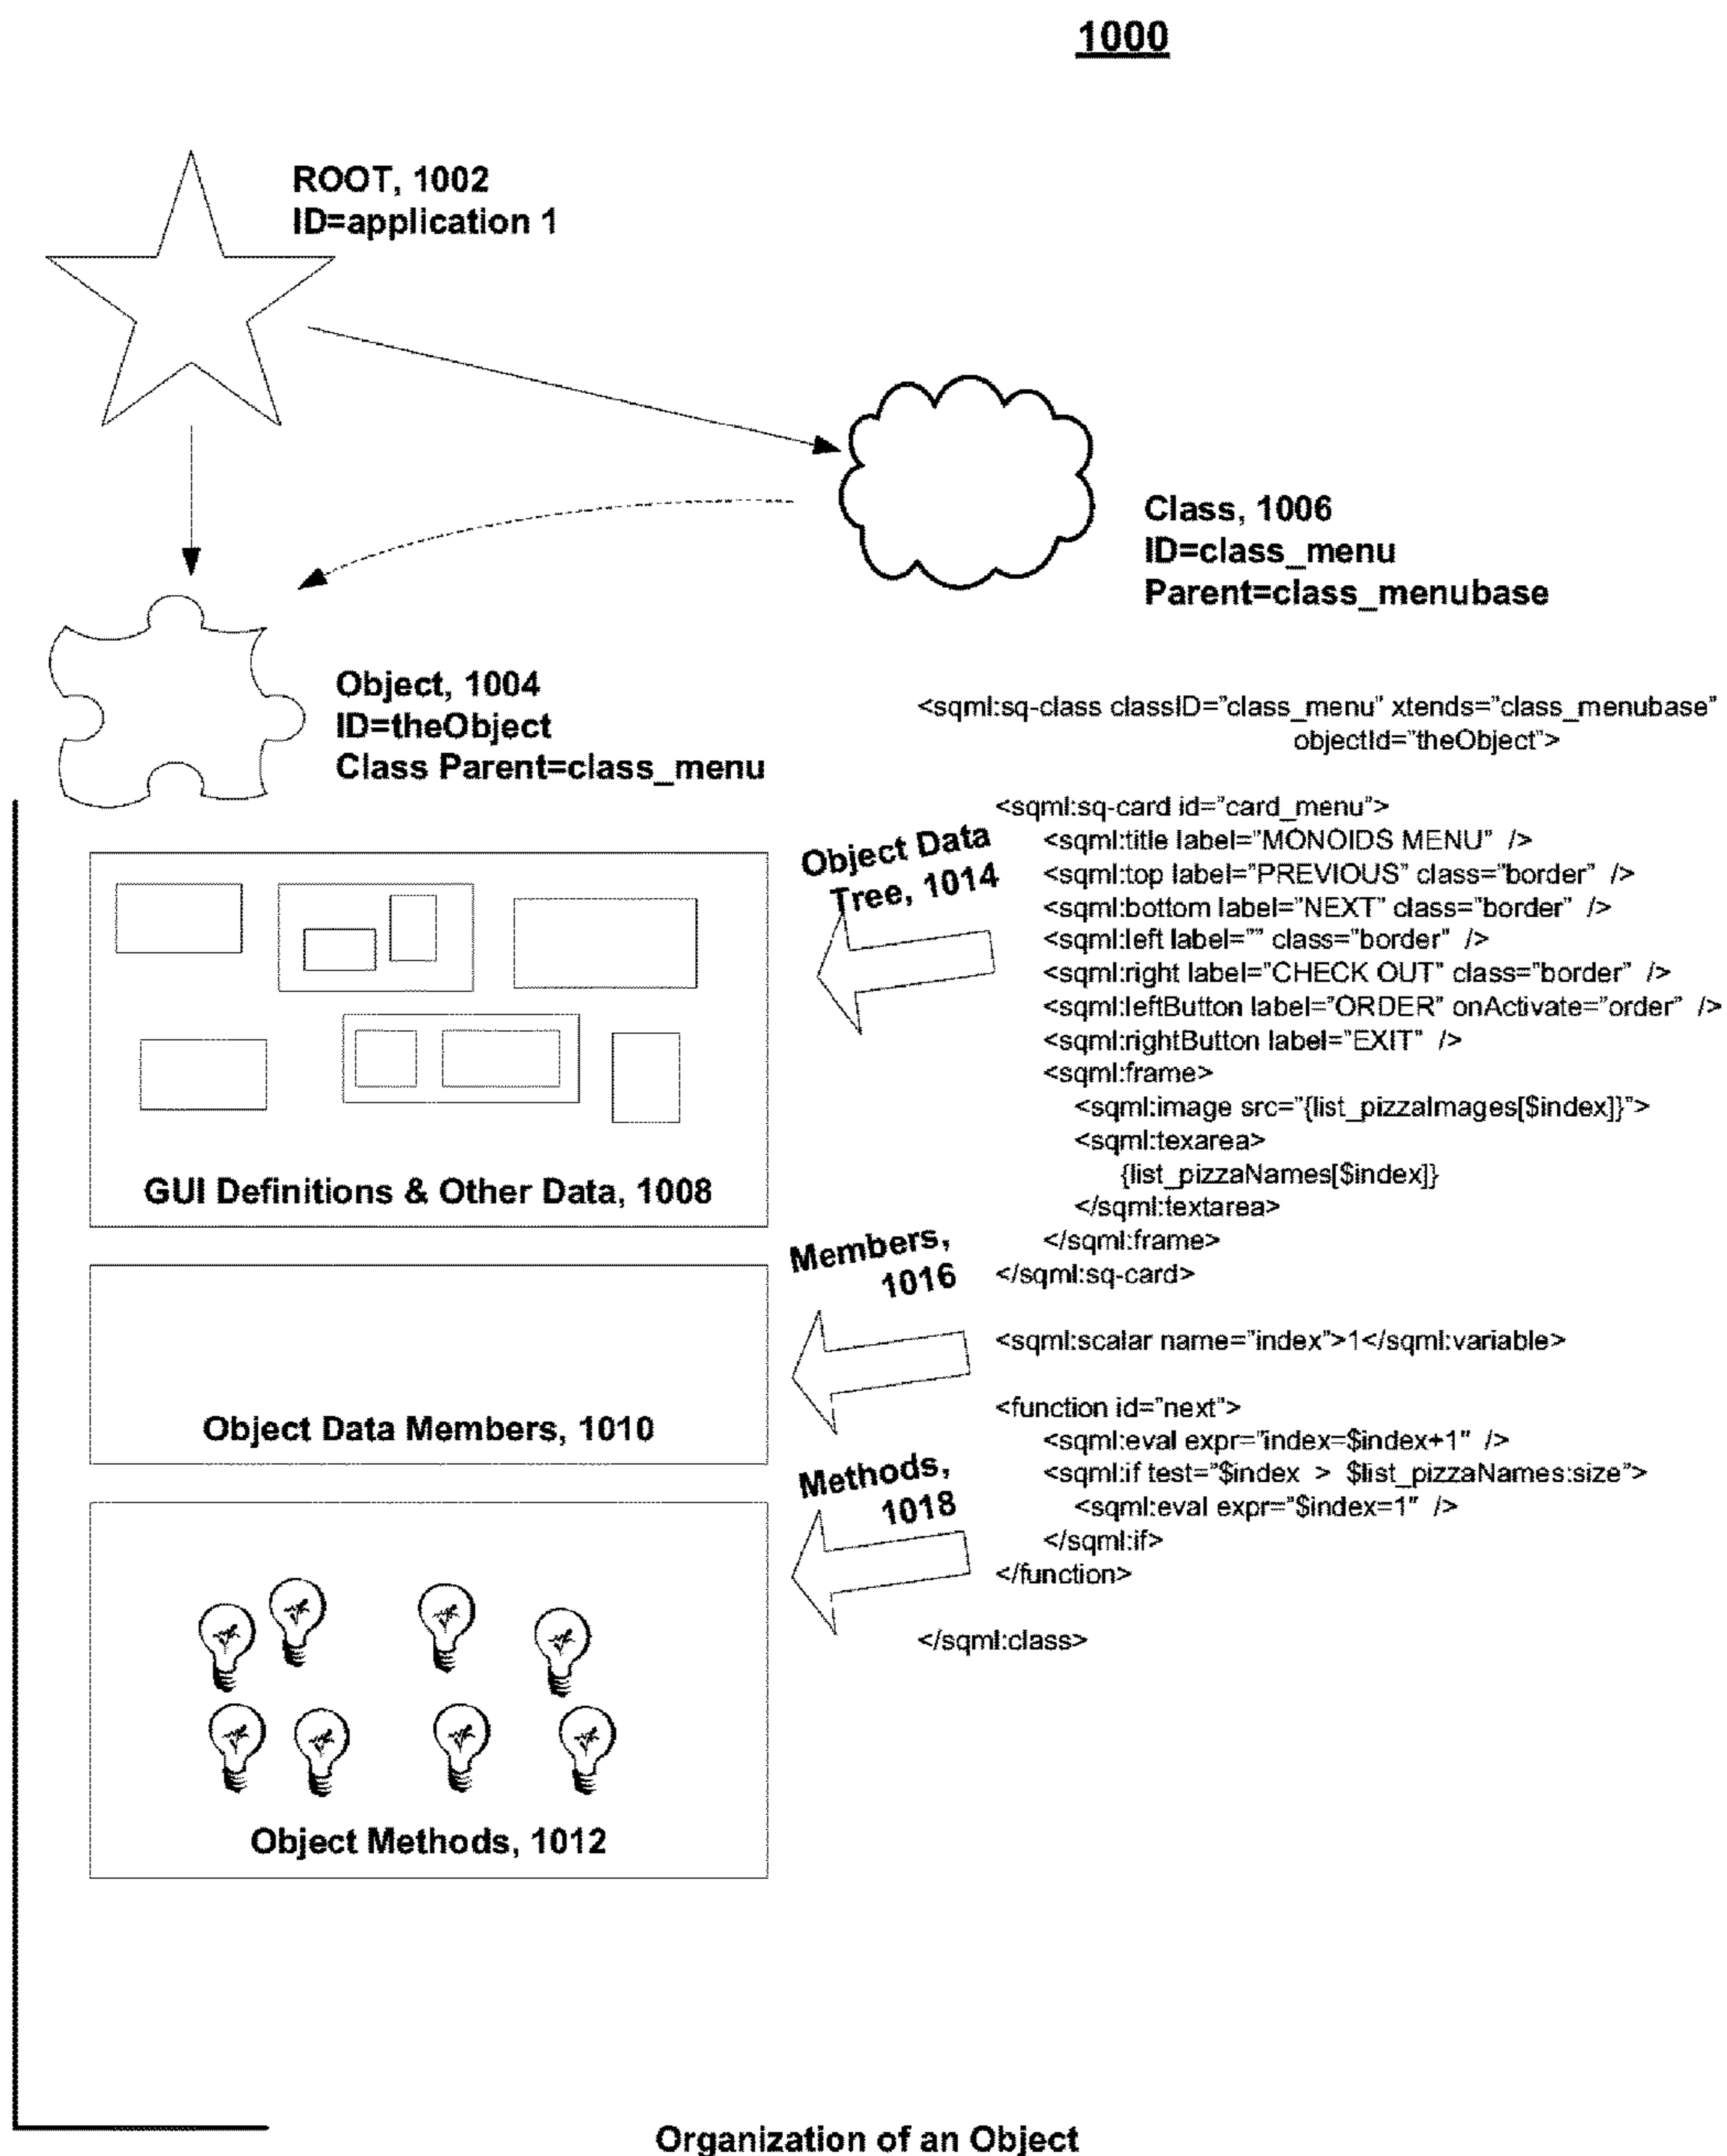 1000
ROOT, 1002
ID=application 1
Class, 1006
ID=class_menu
Parent=class_menubase
Object, 1004
ID=theObject
Class Parent=class_menu
<sqml:sq-class classID=”class_menu” xtends=”class_menubase”
objectId=”theObject”>
Object Data
Tree, 1014
<sqml:sq-card id=”card_menu”>
<sqml:title label=”MONOIDS MENU” />
<sqml:top label=”PREVIOUS” class=”border” />
<sqml:bottom label=”NEXT” class=”border” />
<sqml:left label=”” class=”border” />
<sqml:right label=”CHECK OUT” class=”border” />
<sqml:leftButton label=”ORDER” onActivate=”order” />
<sqml:rightButton label=”EXIT” />
<sqml:frame>
<sqml:image src=”{list_pizzaImages[$index]}”>
<sqml:texarea>
{list_pizzaNames[$index]}
</sqml:textarea>
</sqml:frame>
</sqml:sq-card>
GUI Definitions & Other Data, 1008
Members,
1016
<sqml:scalar name=”index”>1</sqml:variable>
Object Data Members, 1010
Methods,
1018
<function id=”next”>
<sqml:eval expr=”index=$index+1" />
<sqml:if test=”$index > $list_pizzaNames:size”>
<sqml:eval expr=”$index=1" />
</sqml:if>
</function>
</sqml:class>
Object Methods, 1012
Organization of an Object